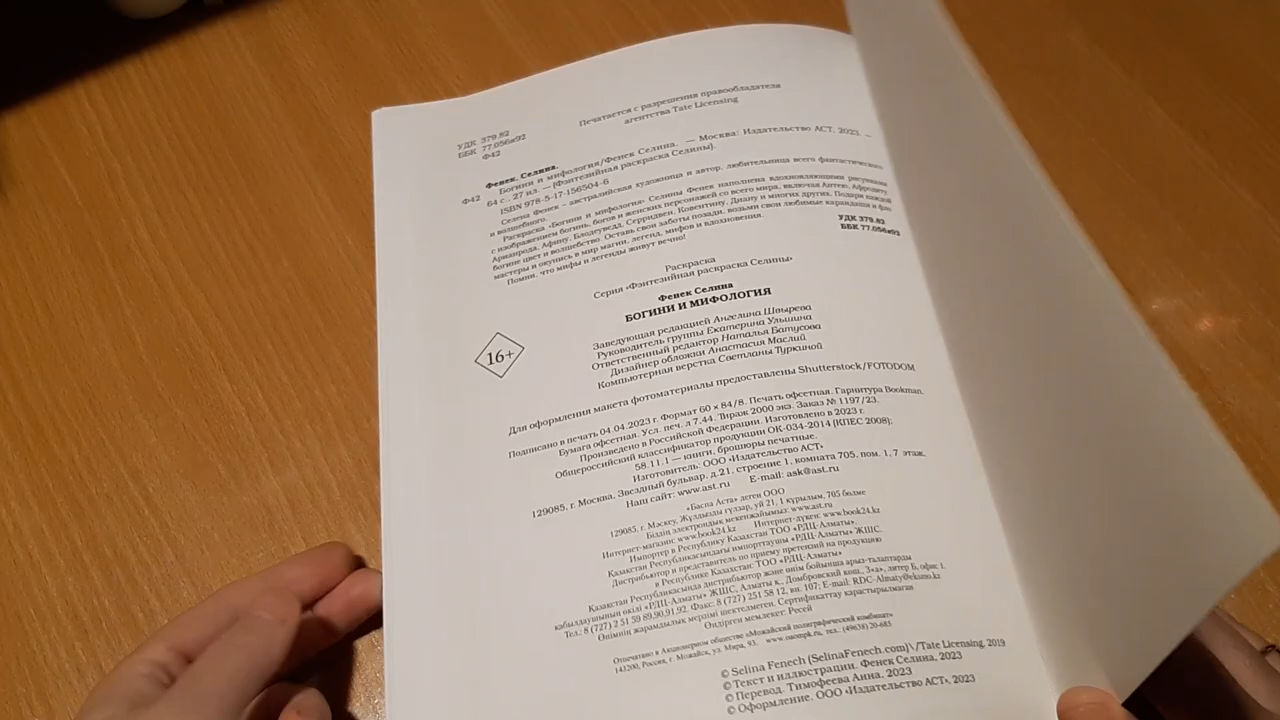 Печатается с разрешения правообладателя
агентства Tate Licensing
УДК 379.82
ББК 77.056я92
Ф42
Фенек, Селина.
Ф42 Богини и мифология/Фенек Селина. — Москва: Издательство АСТ, 2023. —
64 с., 27 ил. — (Фэнтезийная раскраска Селины).
ISBN 978-5-17-156504-6
Селена Фенек – австралийская художница и автор, любительница всего фантастического
и волшебного.
Раскраска «Богини и мифология» Селины Фенек наполнена вдохновляющими рисунками
с изображением богинь, богов и женских персонажей со всего мира, включая Антею, Афродиту,
Арианрода, Афину, Блодеуведд, Серридвен, Ковентину, Диану и многих других. Подари каждой
богине цвет и волшебство. Оставь свои заботы позади, возьми свои любимые карандаши и
мастеры и окунись в мир магии, легенд, мифов и вдохновения.
Помни, что мифы и легенды живут вечно!
УДК 379.82
ББК 77.056я92
Раскраска
Серия «Фэнтезийная раскраска Селины»
Фенек Селина
БОГИНИ И МИФОЛОГИЯ
16+
Заведующая редакцией Ангелина Швырева
Руководитель группы Екатерина Ульшина
Ответственный редактор Наталья Батусова
Дизайнер обложки Анастасия Маслий
Компьютерная верстка Светланы Туркиной
Для оформления макета фотоматериалы предоставлены Shutterstock/FOTODOM
Подписано в печать 04.04.2023 г. Формат 60 × 84/8. Печать офсетная. Гарнитура Bookman.
Бумага офсетная. Усл. печ. л 7,44. Тираж 2000 экз. Заказ № 1197/23.
Произведено в Российской Федерации. Изготовлено в 2023 г.
Общероссийский классификатор продукции ОК-034-2014 (КПЕС 2008):
58.11.1 — книги, брошюры печатные.
Изготовитель: ООО «Издательство АСТ»
129085, г. Москва, Звездный бульвар, д.21, строение 1, комната 705, пом. 1, 7 этаж.
Наш сайт: www.ast.ru E-mail: ask@ast.ru
«Баспа Аста» деген ООО
129085, г. Мәскеу, Жұлдызды гүлзар, үй 21, 1 құрылым, 705 бөлме
Біздің электрондық мекенжайымыз: www.ast.ru
Интернет-магазин: www.book24.kz Интернет-дүкен: www.book24.kz
Импортер в Республику Казахстан ТОО «РДЦ-Алматы».
Қазақстан Республикасындағы импорттаушы «РДЦ-Алматы» ЖШС.
Дистрибьютор и представитель по приему претензий на продукцию
в Республике Казахстан: ТОО «РДЦ-Алматы»
Қазақстан Республикасында дистрибьютор және өнім бойынша арыз-талаптарды
қабылдаушының өкілі «РДЦ-Алматы» ЖШС, Алматы қ., Домбровский көш., 3«а», литер Б, офис 1.
Тел.: 8 (727) 2 51 59 89,90,91,92. Факс: 8 (727) 251 58 12, вн. 107; E-mail: RDC-Almaty@eksmo.kz
Өнімнің жарамдылық мерзімі шектелмеген. Сертификаттау қарастырылмаған
Өндірген мемлекет: Ресей
Отпечатано в Акционерном обществе «Можайский полиграфический комбинат»
143200, Россия, г. Можайск, ул. Мира, 93. www.oaompk.ru, тел.: (49638) 20-685
© Selina Fenech (SelinaFenech.com)\/Tate Licensing, 2019
© Текст и иллюстрации. Фенек Селина, 2023
© Перевод. Тимофеева Анна, 2023
© Оформление. ООО «Издательство АСТ», 2023